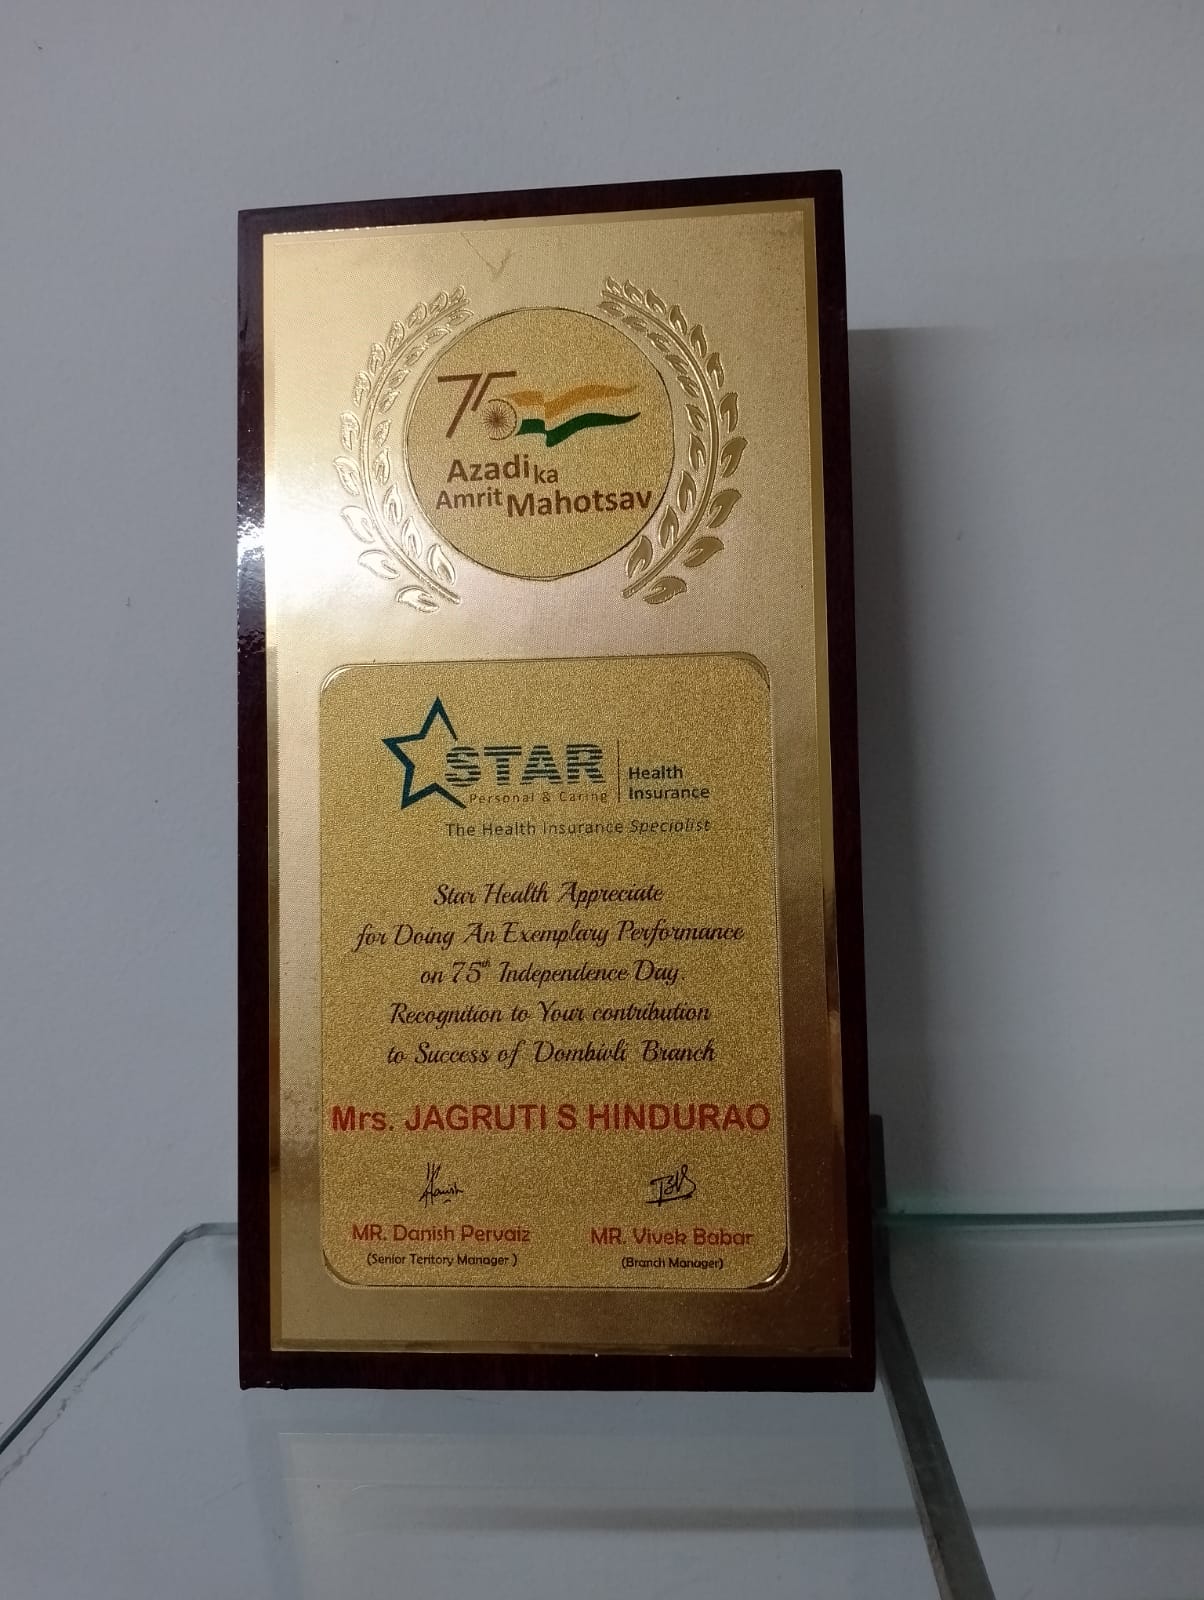 75
Azadi ka
Amrit Mahotsav
STAR
Personal & Caring
Health
Insurance
The Health Insurance Specialist
Star Health Appreciate
for Doing An Exemplary Performance
on 75th Independence Day.
Recognition to Your contribution
to Success of Dombivli Branch
Mrs. JAGRUTI S HINDURAO
MR. Danish Pervaiz
(Senior Teritory Manager )
MR. Vivek Babar
(Branch Manager)